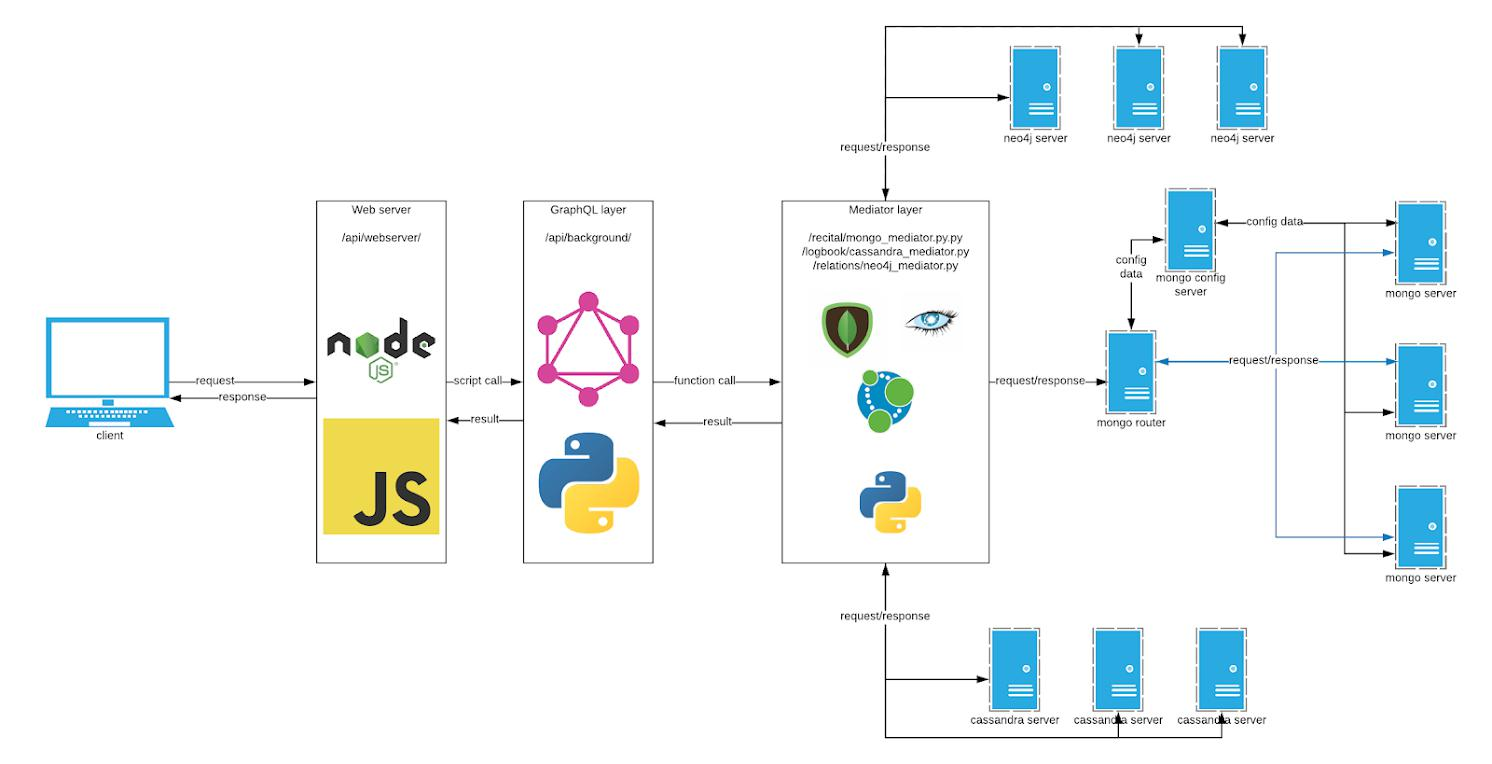 neo4j server
neo4j server
neo4j server
request/response
Web server
/api/webserver/
GraphQL layer
/api/background/
Mediator layer
/recital/mongo_mediator.py.py
/logbook/cassandra_mediator.py
/relations/neo4j_mediator.py
config data
config
data
mongo config
server
mongo server
node
JS
request
response
client
script call
result
function call
result
request/response
mongo router
request/response
mongo server
JS
mongo server
request/response
cassandra server
cassandra server
cassandra server